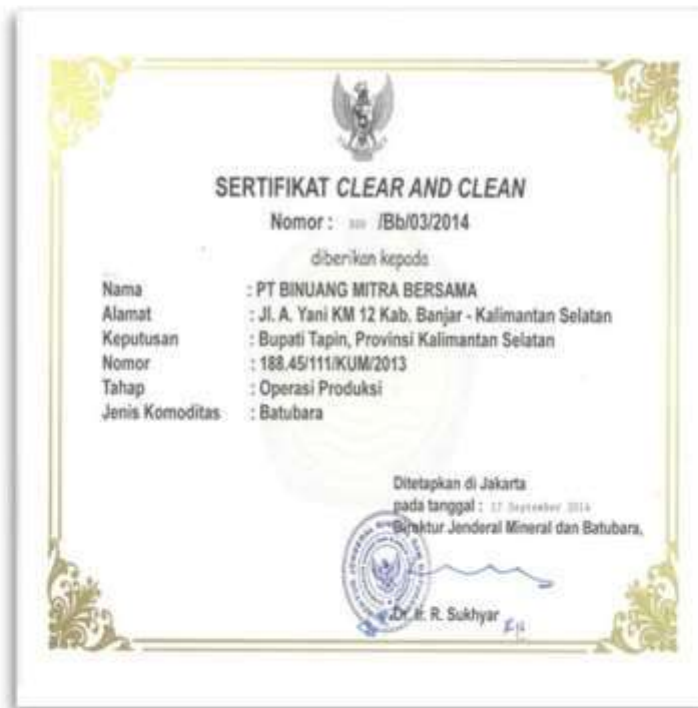 SERTIFIKAT CLEAR AND CLEAN
Nomor : /Bb/03/2014
diberikan kepada
Nama : PT BINUANG MITRA BERSAMA
Alamat : Jl. A. Yani KM 12 Kab. Banjar - Kalimantan Selatan
Keputusan : Bupati Tapin, Provinsi Kalimantan Selatan
Nomor : 188.45/111/KUM/2013
Tahap : Operasi Produksi
Jenis Komoditas : Batubara
Ditetapkan di Jakarta
pada tanggal : 17 September 2014
Direktur Jenderal Mineral dan Batubara,
Dr. Ir. R. Sukhyar